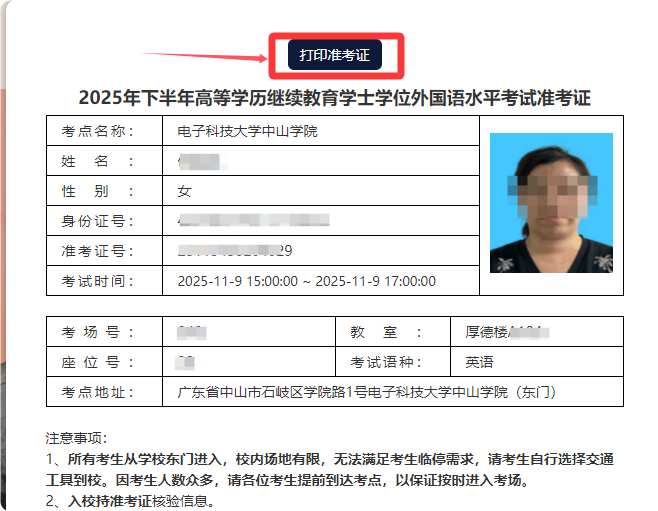 打印准考证
2025年下半年高等学历继续教育学士学位外国语水平考试准考证
考点名称： 电子科技大学中山学院
姓 名 ：
性 别 ： 女
身份证号：
准考证号：
考试时间： 2025-11-9 15:00:00 ~ 2025-11-9 17:00:00
考 场 号 ： 教 室 ： 厚德楼
座 位 号 ： 考试语种： 英语
考点地址： 广东省中山市石岐区学院路1号电子科技大学中山学院（东门）
注意事项：
1、所有考生从学校东门进入，校内场地有限，无法满足考生临停需求，请考生自行选择交通
工具到校。因考生人数众多，请各位考生提前到达考点，以保证按时进入考场。
2、入校持准考证核验信息。